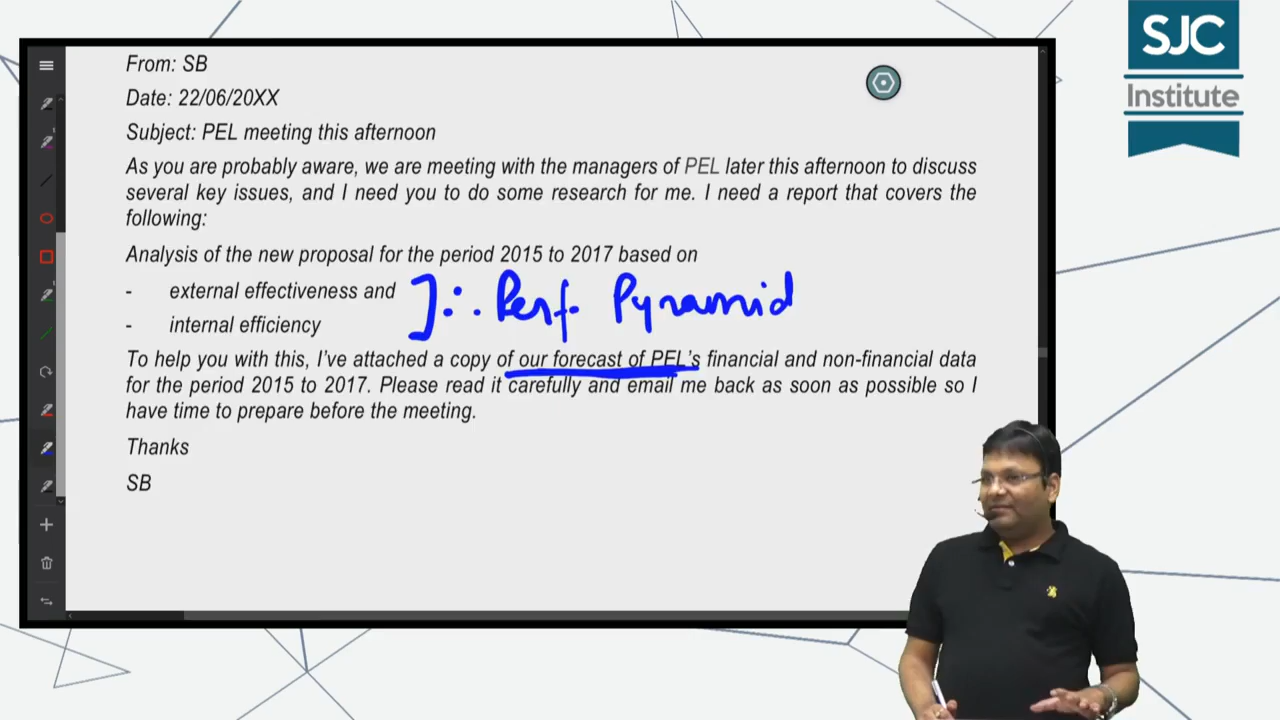 SJC
Institute
From: SB
Date: 22/06/20XX
Subject: PEL meeting this afternoon
As you are probably aware, we are meeting with the managers of PEL later this afternoon to discuss
several key issues, and I need you to do some research for me. I need a report that covers the
following:
Analysis of the new proposal for the period 2015 to 2017 based on
- external effectiveness and ] ∴ Perf. Pyramid
- internal efficiency
To help you with this, I've attached a copy of our forecast of PEL's financial and non-financial data
for the period 2015 to 2017. Please read it carefully and email me back as soon as possible so I
have time to prepare before the meeting.
Thanks
SB